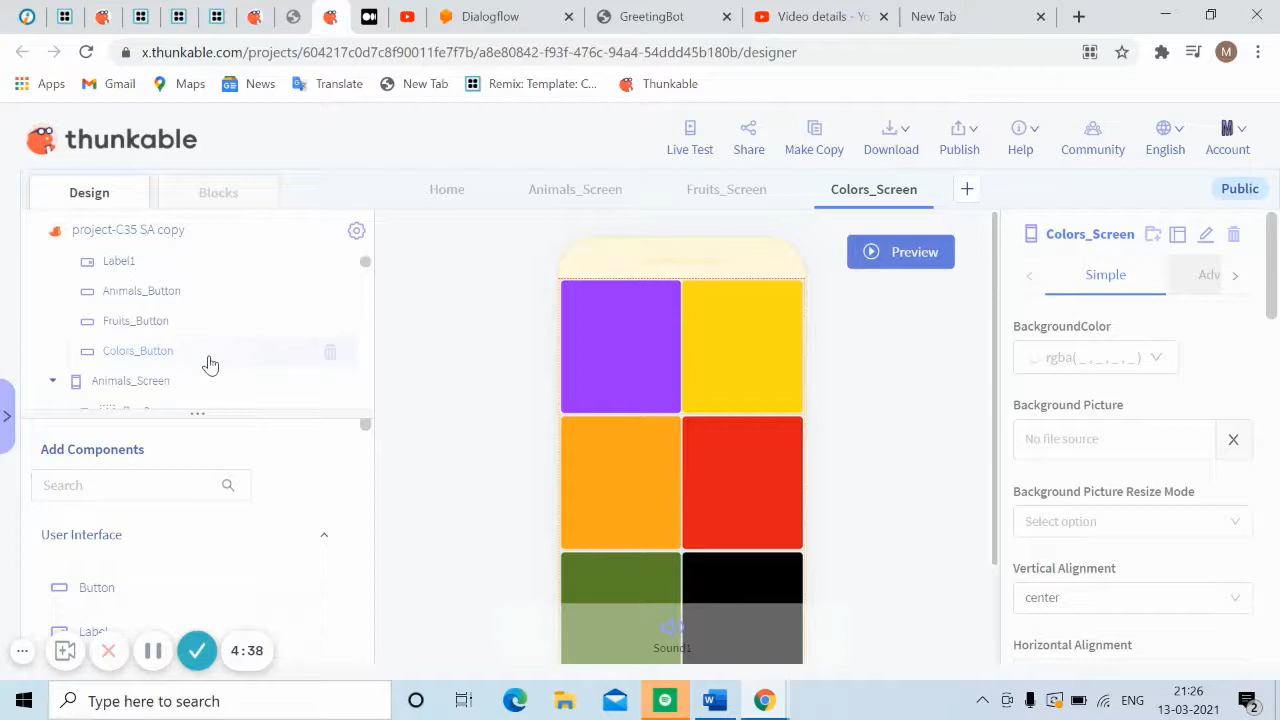 Dialogflow
GreetingBot
Video details - Yo
New Tab
x.thunkable.com/projects/604217c0d7c8f90011fe7f7b/a8e80842-f93f-476c-94a4-54ddd45b180b/designer
M
Apps
Gmail
Maps
News
Translate
New Tab
Remix: Template: C...
Thunkable
thunkable
Live Test
Share
Make Copy
Download
Publish
Help
Community
English
Account
Design
Blocks
Home
Animals_Screen
Fruits_Screen
Colors_Screen
Public
project-C35 SA copy
Label1
Animals_Button
Fruits_Button
Colors_Button
Animals_Screen
Add Components
Search
User Interface
Button
Label
4:38
Preview
Sound1
Colors_Screen
Simple
Adv
BackgroundColor
rgba( _ , _ , _ , _ )
Background Picture
No file source
X
Background Picture Resize Mode
Select option
Vertical Alignment
center
Horizontal Alignment
Type here to search
ENG
21:26
13-03-2021
2